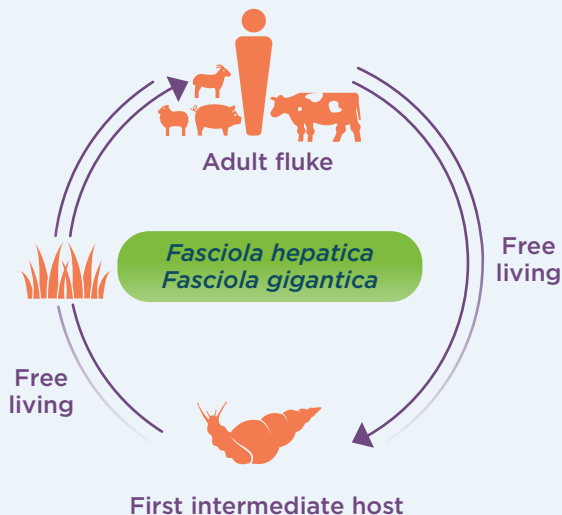 Adult fluke
Fasciola hepatica
Fasciola gigantica
Free
living
Free
living
First intermediate host